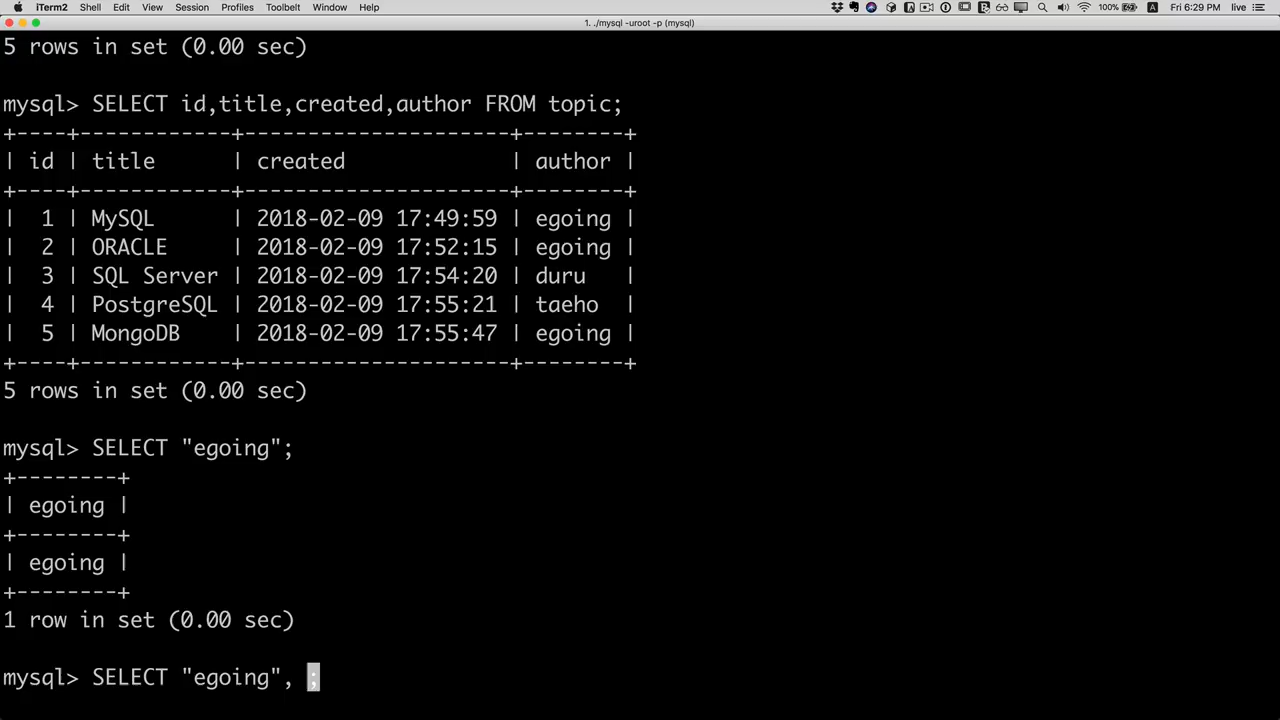 iTerm2 Shell Edit View Session Profiles Toolbelt Window Help 100% Fri 6:29 PM live
1. ./mysql -uroot -p (mysql)
5 rows in set (0.00 sec)
mysql> SELECT id,title,created,author FROM topic;
+----+------------+---------------------+--------+
| id | title      | created             | author |
+----+------------+---------------------+--------+
|  1 | MySQL      | 2018-02-09 17:49:59 | egoing |
|  2 | ORACLE     | 2018-02-09 17:52:15 | egoing |
|  3 | SQL Server | 2018-02-09 17:54:20 | duru   |
|  4 | PostgreSQL | 2018-02-09 17:55:21 | taeho  |
|  5 | MongoDB    | 2018-02-09 17:55:47 | egoing |
+----+------------+---------------------+--------+
5 rows in set (0.00 sec)
mysql> SELECT "egoing";
+--------+
| egoing |
+--------+
| egoing |
+--------+
1 row in set (0.00 sec)
mysql> SELECT "egoing", ;